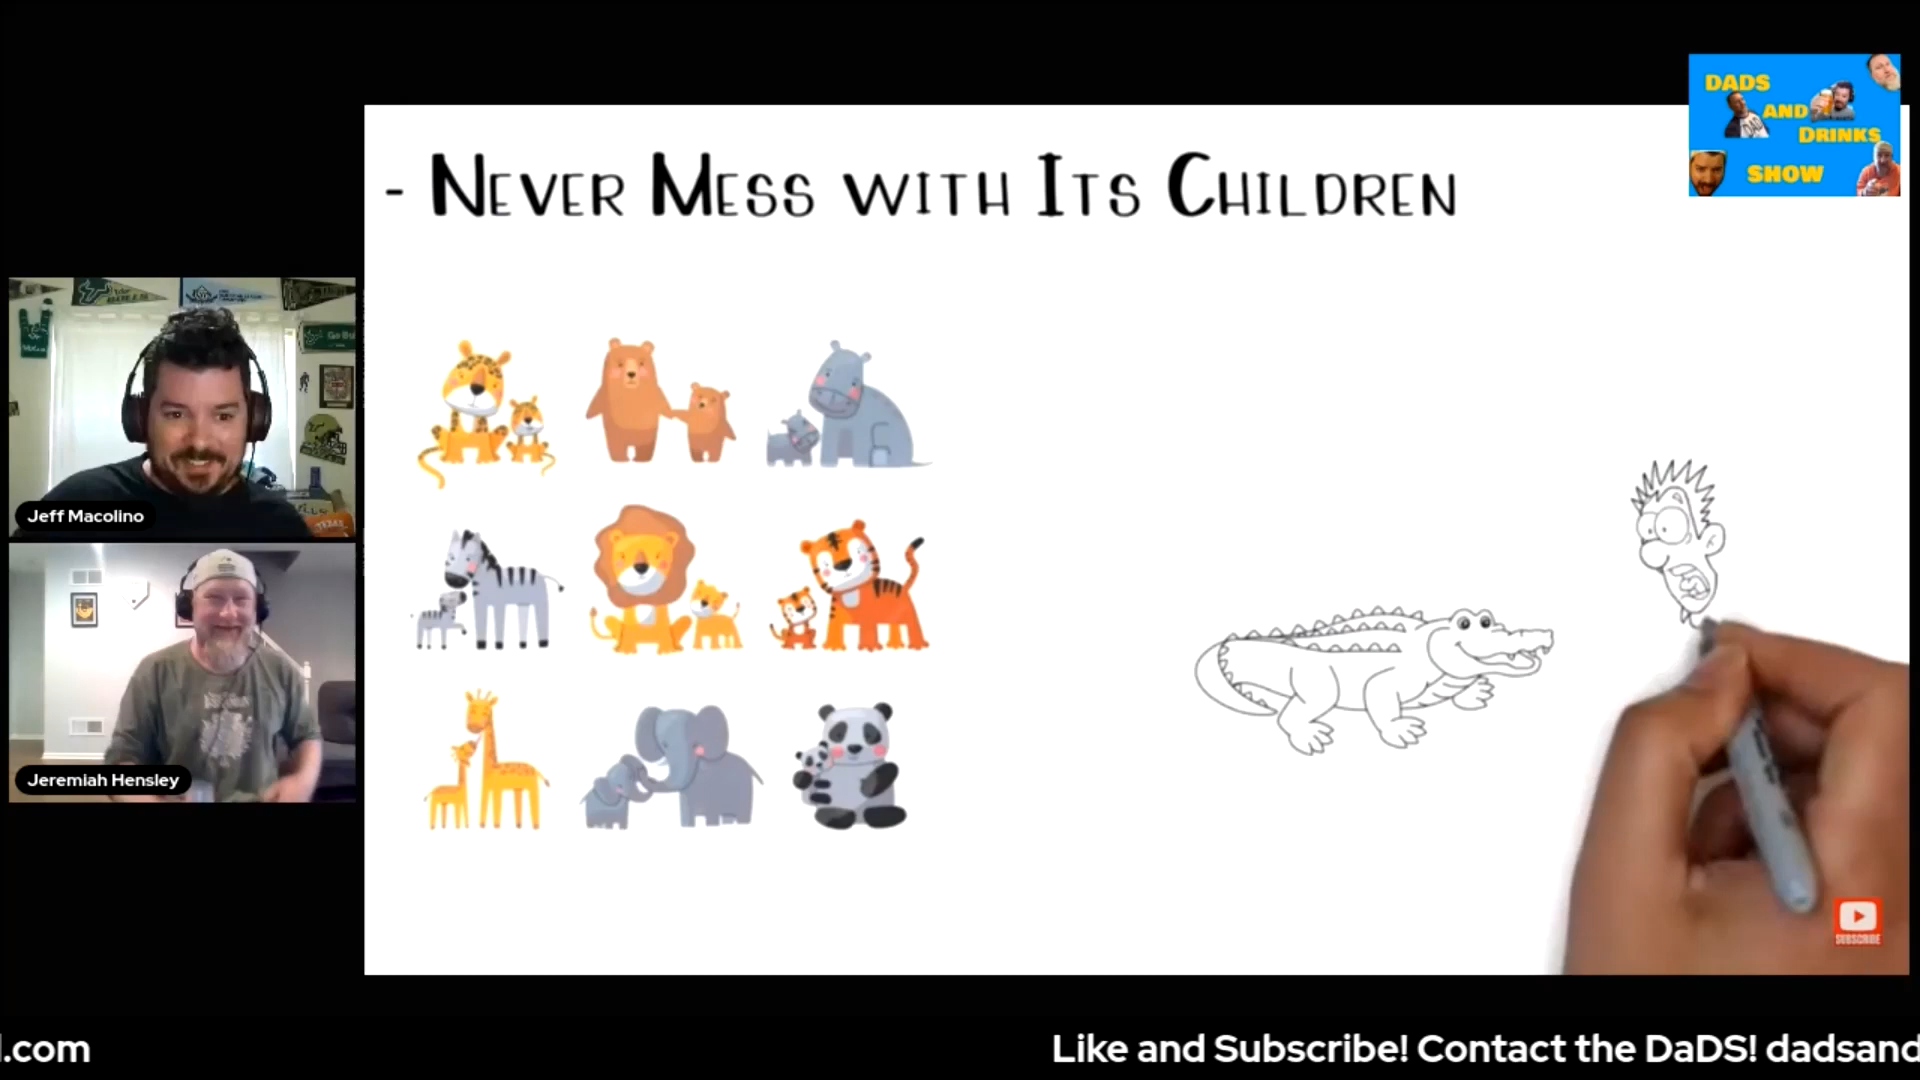 - NEVER MESS WITH ITS CHILDREN
DADS
AND
DRINKS
SHOW
Jeff Macolino
Jeremiah Hensley
SUBSCRIBE
.com
Like and Subscribe! Contact the DaDS! dadsand